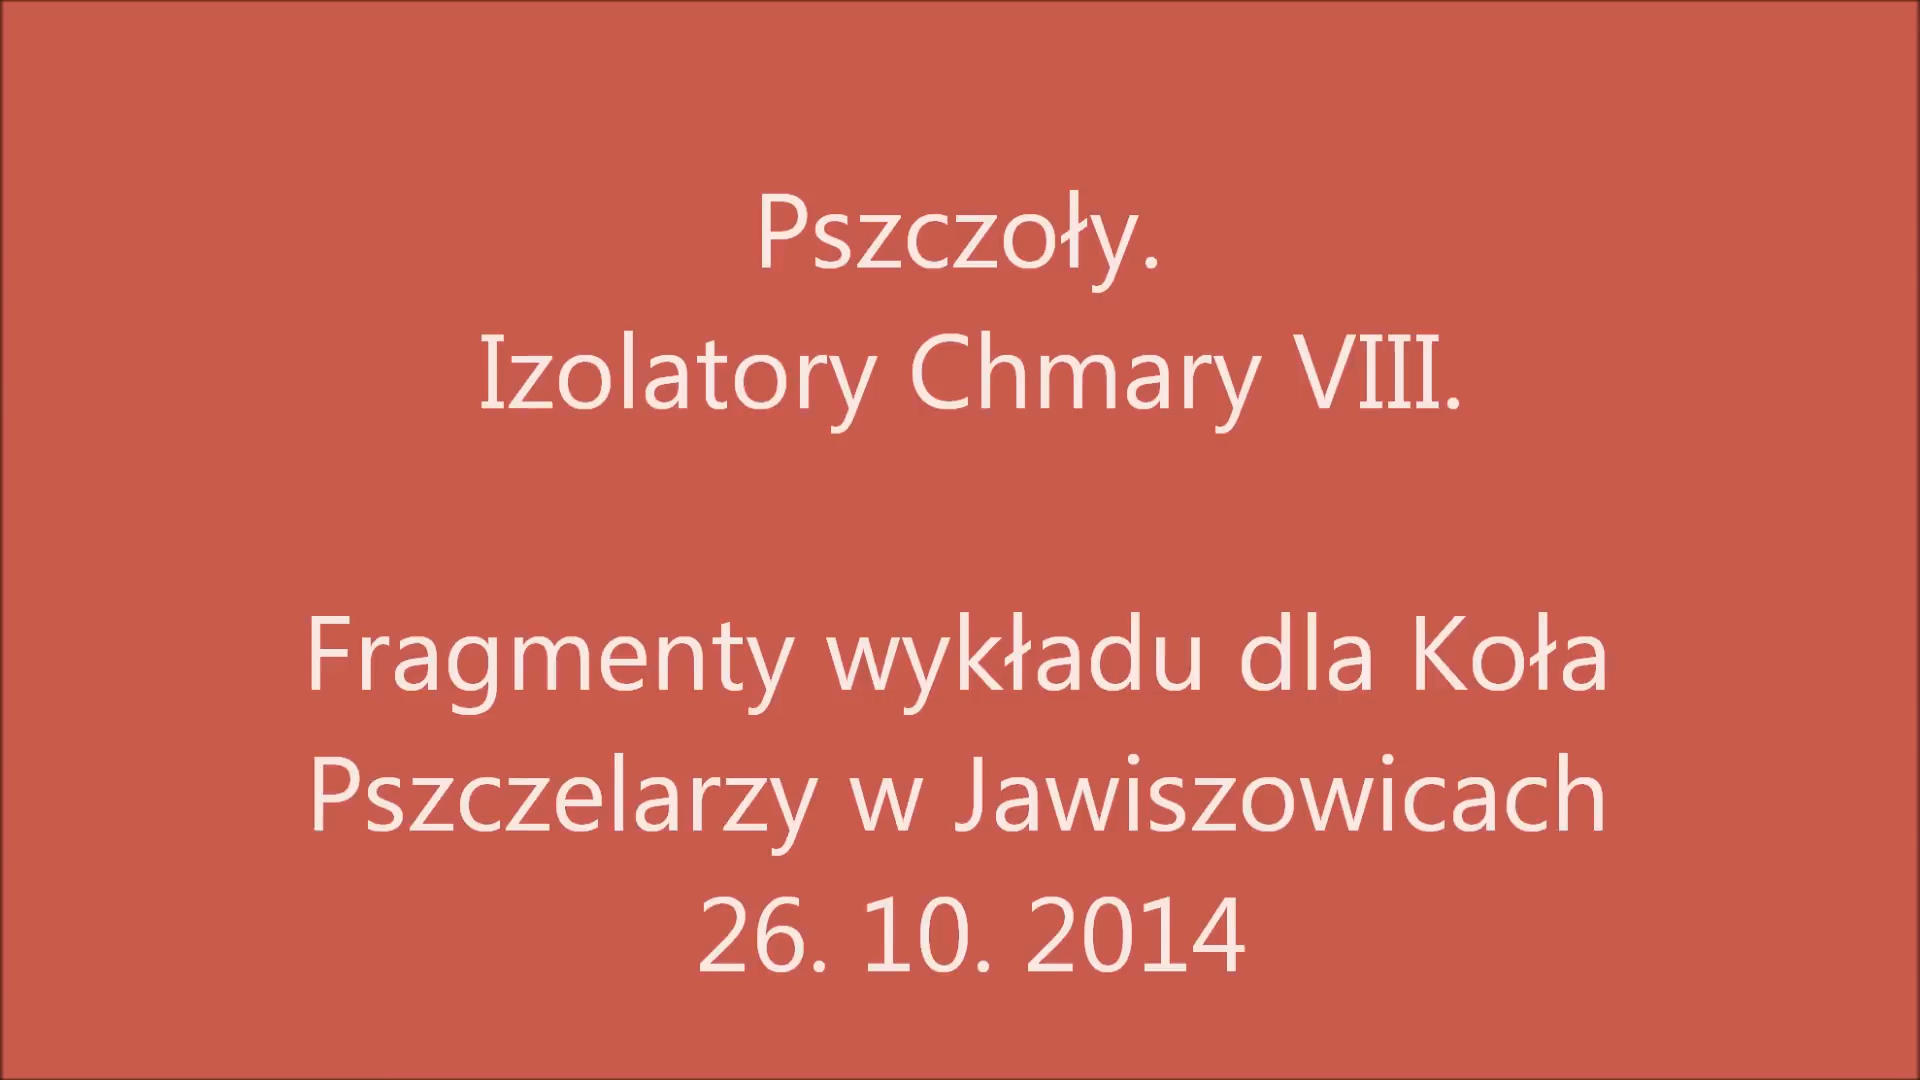 Pszczoły.
Izolatory Chmary VIII.
Fragmenty wykładu dla Koła
Pszczelarzy w Jawiszowicach
26. 10. 2014